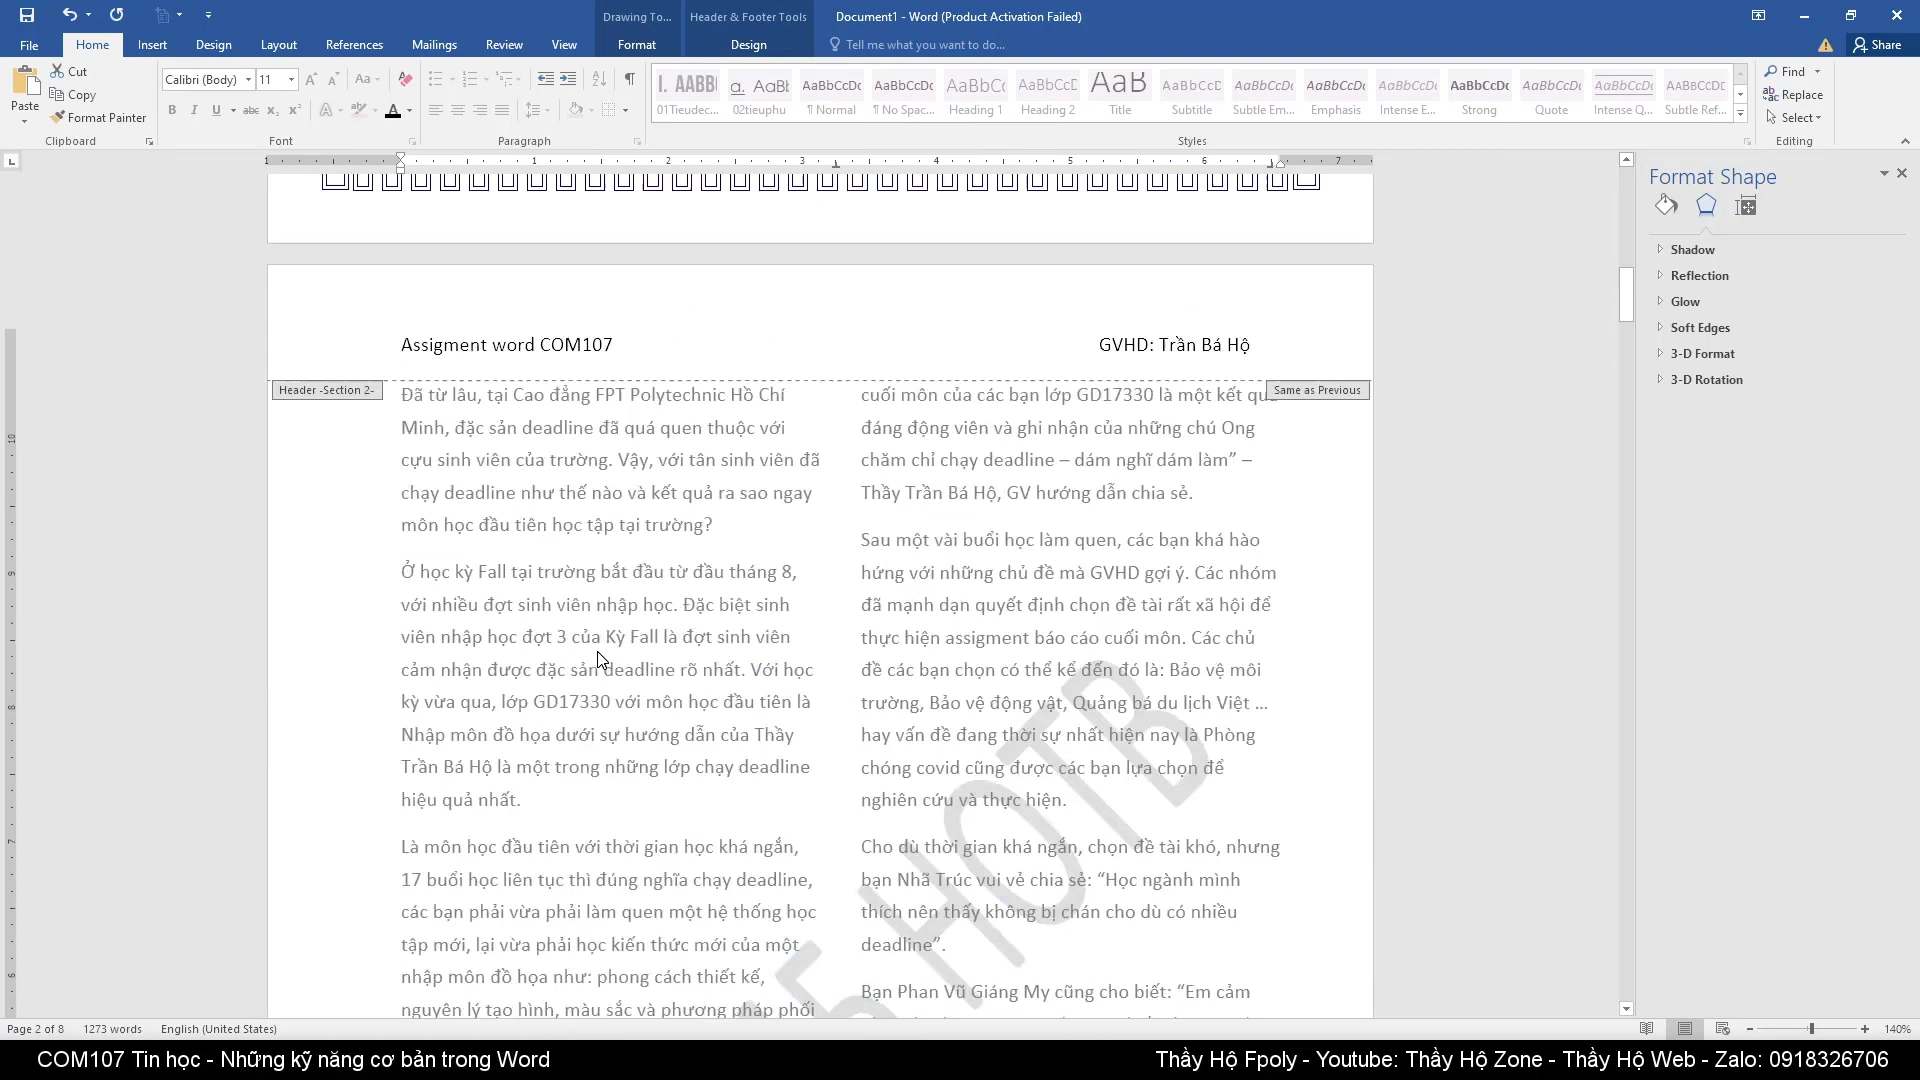 Drawing To...
Header & Footer Tools
Document1 - Word (Product Activation Failed)
File
Home
Insert
Design
Layout
References
Mailings
Review
View
Format
Design
Tell me what you want to do...
Share
Paste
Cut
Copy
Format Painter
Clipboard
Calibri (Body)
11
Font
Paragraph
I. AABB
a. AaBb
AaBbCcDc
AaBbCcDc
AaBbC
AaBbCcD
AaB
AaBbCcD
AaBbCcDc
AaBbCcDc
AaBbCcDc
AaBbCcDc
AaBbCcDc
AaBbCcDc
AABBCCDC
01Tieudec...
02tieuphu
¶ Normal
¶ No Spac...
Heading 1
Heading 2
Title
Subtitle
Subtle Em...
Emphasis
Intense E...
Strong
Quote
Intense Q...
Subtle Ref...
Styles
Find
Replace
Select
Editing
1 1 2 3 4 5 6 7
Format Shape
Shadow
Reflection
Glow
Soft Edges
3-D Format
3-D Rotation
Assigment word COM107
GVHD: Trần Bá Hộ
Header -Section 2-
Same as Previous
Đã từ lâu, tại Cao đẳng FPT Polytechnic Hồ Chí
Minh, đặc sản deadline đã quá quen thuộc với
cựu sinh viên của trường. Vậy, với tân sinh viên đã
chạy deadline như thế nào và kết quả ra sao ngay
môn học đầu tiên học tập tại trường?
Ở học kỳ Fall tại trường bắt đầu từ đầu tháng 8,
với nhiều đợt sinh viên nhập học. Đặc biệt sinh
viên nhập học đợt 3 của Kỳ Fall là đợt sinh viên
cảm nhận được đặc sản deadline rõ nhất. Với học
kỳ vừa qua, lớp GD17330 với môn học đầu tiên là
Nhập môn đồ họa dưới sự hướng dẫn của Thầy
Trần Bá Hộ là một trong những lớp chạy deadline
hiệu quả nhất.
Là môn học đầu tiên với thời gian học khá ngắn,
17 buổi học liên tục thì đúng nghĩa chạy deadline,
các bạn phải vừa phải làm quen một hệ thống học
tập mới, lại vừa phải học kiến thức mới của một
nhập môn đồ họa như: phong cách thiết kế,
nguyên lý tạo hình, màu sắc và phương pháp phối
cuối môn của các bạn lớp GD17330 là một kết quả
đáng động viên và ghi nhận của những chú Ong
chăm chỉ chạy deadline – dám nghĩ dám làm” –
Thầy Trần Bá Hộ, GV hướng dẫn chia sẻ.
Sau một vài buổi học làm quen, các bạn khá hào
hứng với những chủ đề mà GVHD gợi ý. Các nhóm
đã mạnh dạn quyết định chọn đề tài rất xã hội để
thực hiện assigment báo cáo cuối môn. Các chủ
đề các bạn chọn có thể kể đến đó là: Bảo vệ môi
trường, Bảo vệ động vật, Quảng bá du lịch Việt ...
hay vấn đề đang thời sự nhất hiện nay là Phòng
chóng covid cũng được các bạn lựa chọn để
nghiên cứu và thực hiện.
Cho dù thời gian khá ngắn, chọn đề tài khó, nhưng
bạn Nhã Trúc vui vẻ chia sẻ: “Học ngành mình
thích nên thấy không bị chán cho dù có nhiều
deadline”.
Bạn Phan Vũ Giáng My cũng cho biết: “Em cảm
5 HOTB
Page 2 of 8
1273 words
English (United States)
140%
COM107 Tin học - Những kỹ năng cơ bản trong Word
Thầy Hộ Fpoly - Youtube: Thầy Hộ Zone - Thầy Hộ Web - Zalo: 0918326706